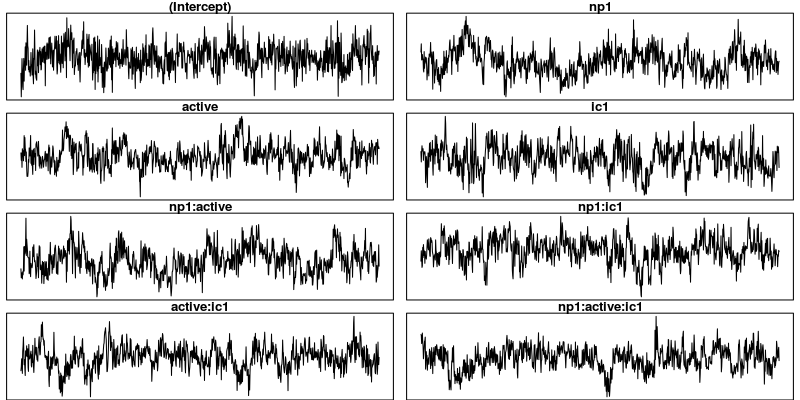 (Intercept)
np1
active
ic1
np1:active
np1:ic1
active:ic1
np1:active:ic1